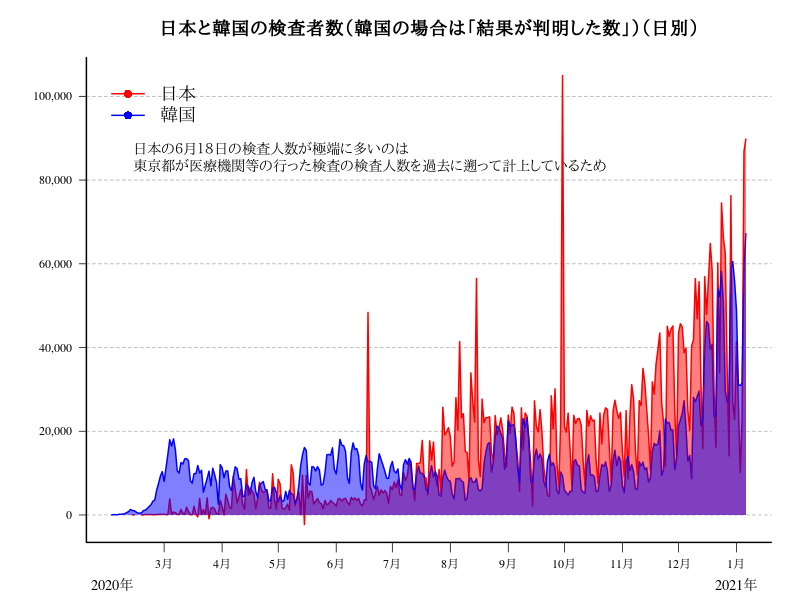 日本と韓国の検査者数（韓国の場合は「結果が判明した数」）（日別）
日本
韓国
日本の6月18日の検査人数が極端に多いのは
東京都が医療機関等の行った検査の検査人数を過去に遡って計上しているため
100,000
80,000
60,000
40,000
20,000
0
3月 4月 5月 6月 7月 8月 9月 10月 11月 12月 1月
2020年 2021年